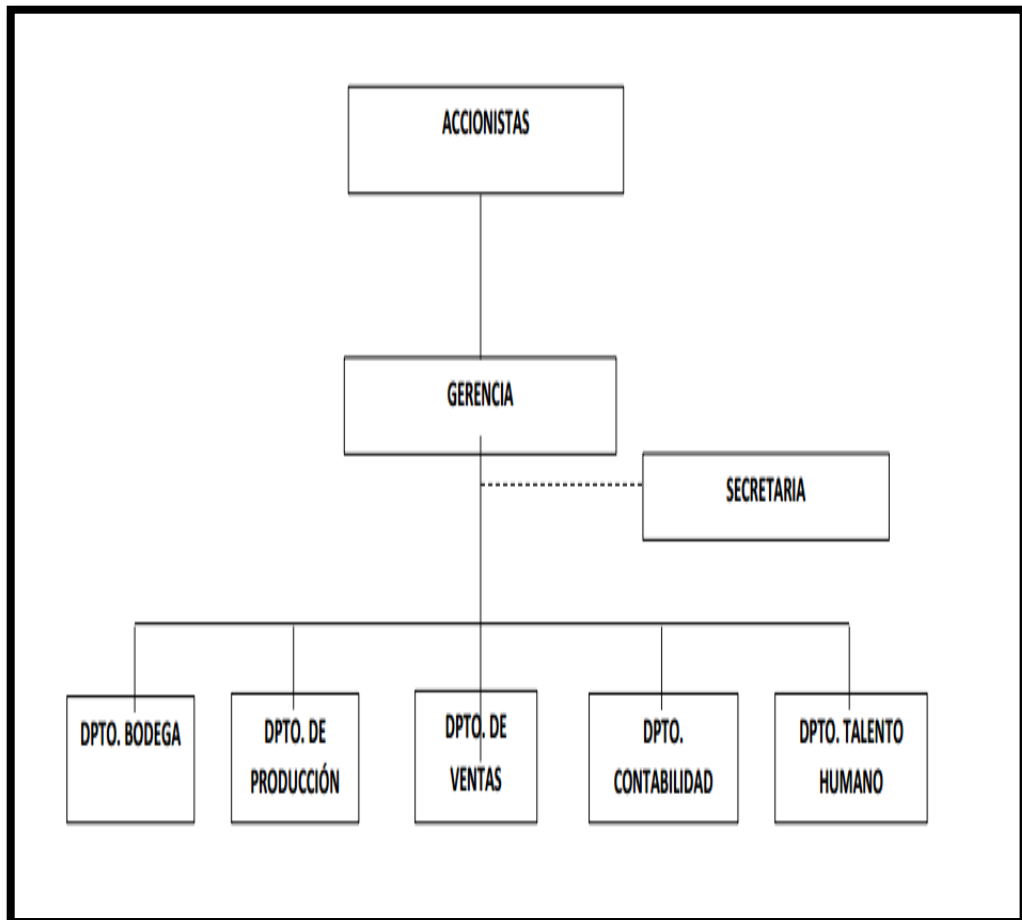 ACCIONISTAS
GERENCIA
SECRETARIA
DPTO. BODEGA
DPTO. DE
PRODUCCIÓN
DPTO. DE
VENTAS
DPTO.
CONTABILIDAD
DPTO. TALENTO
HUMANO